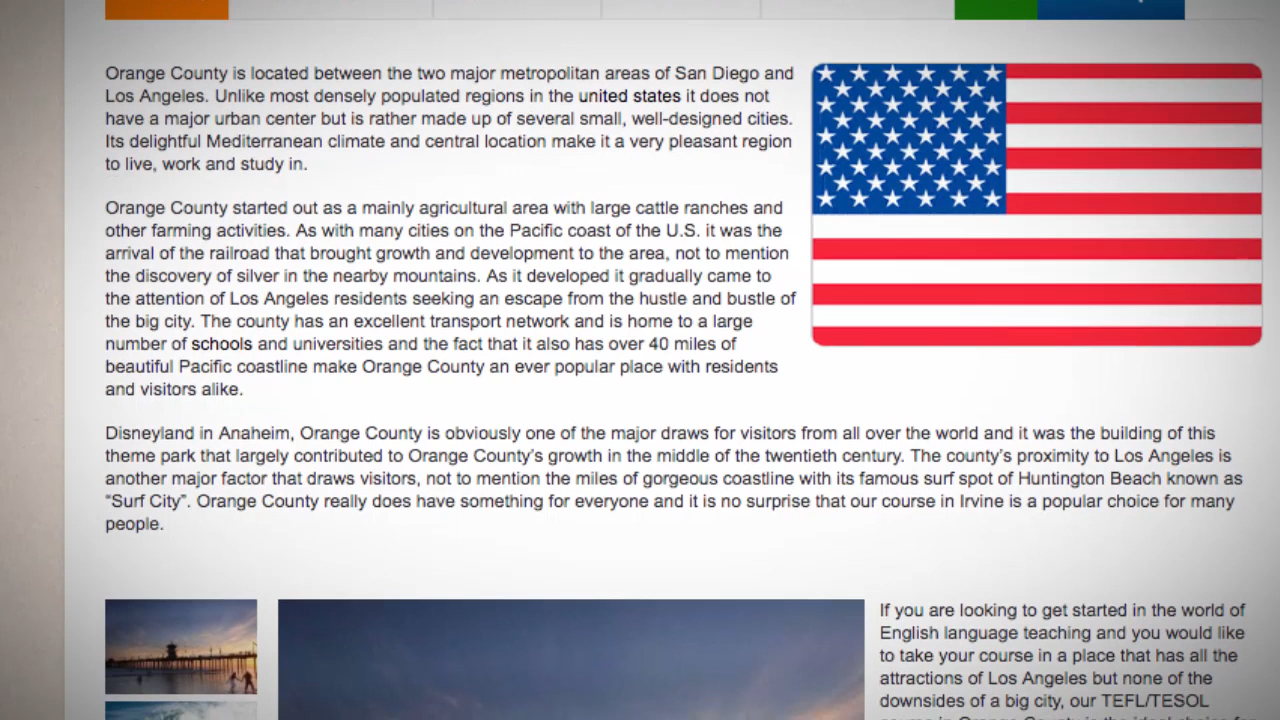 Orange County is located between the two major metropolitan areas of San Diego and
Los Angeles. Unlike most densely populated regions in the united states it does not
have a major urban center but is rather made up of several small, well-designed cities.
Its delightful Mediterranean climate and central location make it a very pleasant region
to live, work and study in.
Orange County started out as a mainly agricultural area with large cattle ranches and
other farming activities. As with many cities on the Pacific coast of the U.S. it was the
arrival of the railroad that brought growth and development to the area, not to mention
the discovery of silver in the nearby mountains. As it developed it gradually came to
the attention of Los Angeles residents seeking an escape from the hustle and bustle of
the big city. The county has an excellent transport network and is home to a large
number of schools and universities and the fact that it also has over 40 miles of
beautiful Pacific coastline make Orange County an ever popular place with residents
and visitors alike.
Disneyland in Anaheim, Orange County is obviously one of the major draws for visitors from all over the world and it was the building of this
theme park that largely contributed to Orange County's growth in the middle of the twentieth century. The county's proximity to Los Angeles is
another major factor that draws visitors, not to mention the miles of gorgeous coastline with its famous surf spot of Huntington Beach known as
“Surf City”. Orange County really does have something for everyone and it is no surprise that our course in Irvine is a popular choice for many
people.
If you are looking to get started in the world of
English language teaching and you would like
to take your course in a place that has all the
attractions of Los Angeles but none of the
downsides of a big city, our TEFL/TESOL